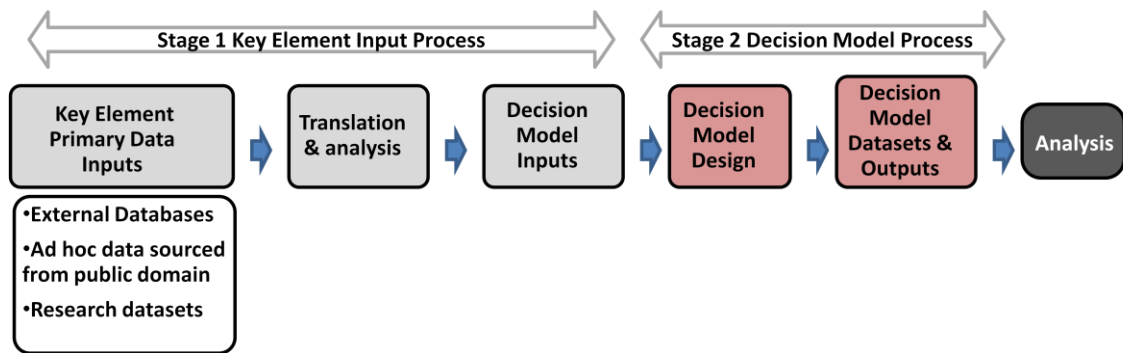 Stage 1 Key Element Input Process
Stage 2 Decision Model Process
Key Element
Primary Data
Inputs
Translation
& analysis
Decision
Model
Inputs
Decision
Model
Design
Decision
Model
Datasets &
Outputs
Analysis
•External Databases
•Ad hoc data sourced
from public domain
•Research datasets